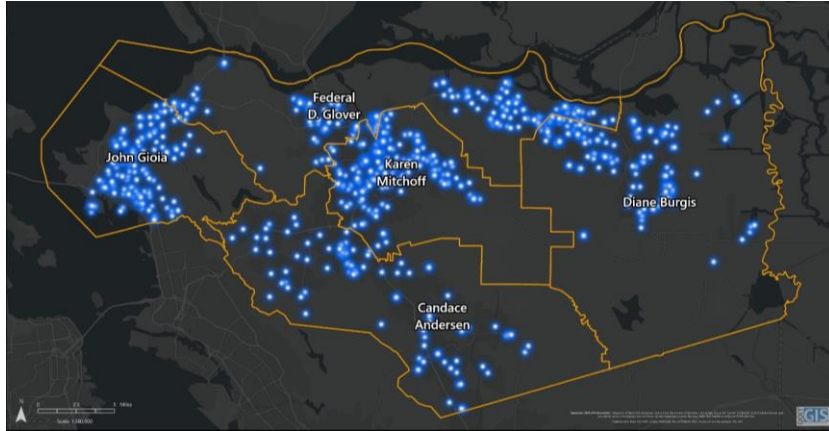 Federal
D. Glover
John Gioia
Karen
Mitchoff
Diane Burgis
Candace
Andersen
N
Miles
GIS